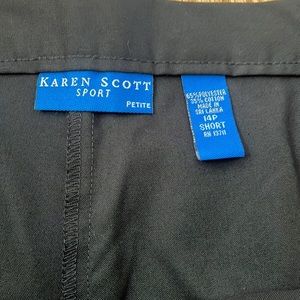 KAREN SCOTT
SPORT
PETITE
65%POLYESTER
35% COTTON
MADE IN
SRI LANKA
14P
SHORT
RN 13711